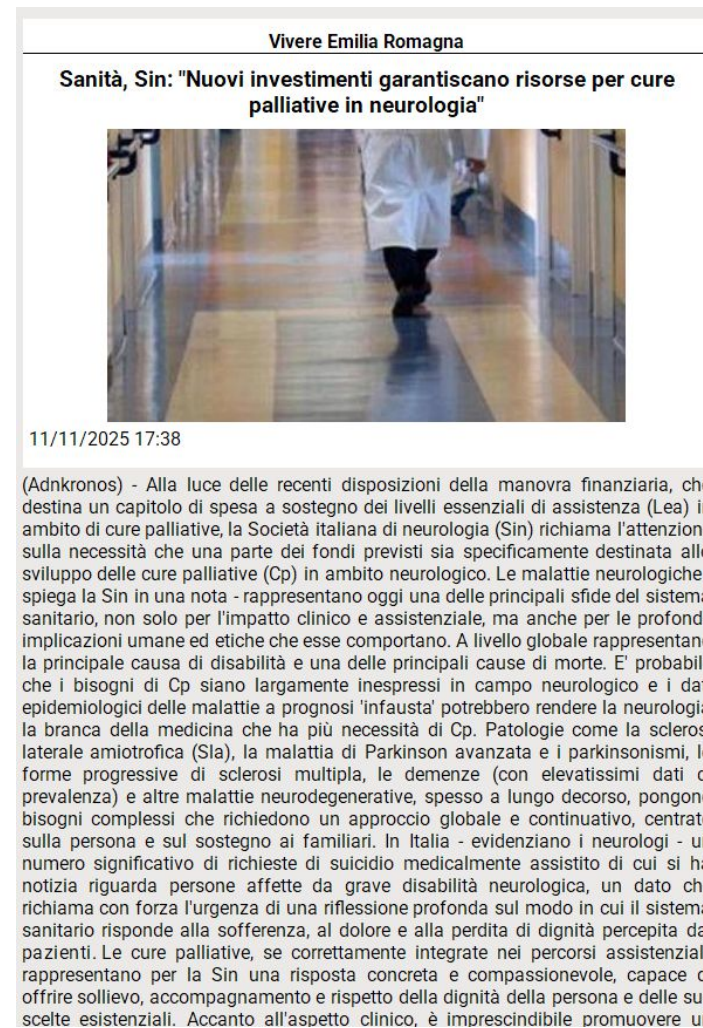 Vivere Emilia Romagna
Sanità, Sin: "Nuovi investimenti garantiscano risorse per cure
palliative in neurologia"
11/11/2025 17:38
(Adnkronos) - Alla luce delle recenti disposizioni della manovra finanziaria, che
destina un capitolo di spesa a sostegno dei livelli essenziali di assistenza (Lea) i
ambito di cure palliative, la Società italiana di neurologia (Sin) richiama l'attenzion
sulla necessità che una parte dei fondi previsti sia specificamente destinata allo
sviluppo delle cure palliative (Cp) in ambito neurologico. Le malattie neurologiche
spiega la Sin in una nota - rappresentano oggi una delle principali sfide del sistema
sanitario, non solo per l'impatto clinico e assistenziale, ma anche per le profond
implicazioni umane ed etiche che esse comportano. A livello globale rappresentano
la principale causa di disabilità e una delle principali cause di morte. E' probabil
che i bisogni di Cp siano largamente inespressi in campo neurologico e i dat
epidemiologici delle malattie a prognosi 'infausta' potrebbero rendere la neurologia
la branca della medicina che ha più necessità di Cp. Patologie come la scleros
laterale amiotrofica (Sla), la malattia di Parkinson avanzata e i parkinsonismi, le
forme progressive di sclerosi multipla, le demenze (con elevatissimi dati d
prevalenza) e altre malattie neurodegenerative, spesso a lungo decorso, pongono
bisogni complessi che richiedono un approccio globale e continuativo, centrato
sulla persona e sul sostegno ai familiari. In Italia - evidenziano i neurologi - un
numero significativo di richieste di suicidio medicalmente assistito di cui si ha
notizia riguarda persone affette da grave disabilità neurologica, un dato ch
richiama con forza l'urgenza di una riflessione profonda sul modo in cui il sistema
sanitario risponde alla sofferenza, al dolore e alla perdita di dignità percepita da
pazienti. Le cure palliative, se correttamente integrate nei percorsi assistenzial
rappresentano per la Sin una risposta concreta e compassionevole, capace d
offrire sollievo, accompagnamento e rispetto della dignità della persona e delle su
scelte esistenziali. Accanto all'aspetto clinico, è imprescindibile promuovere u